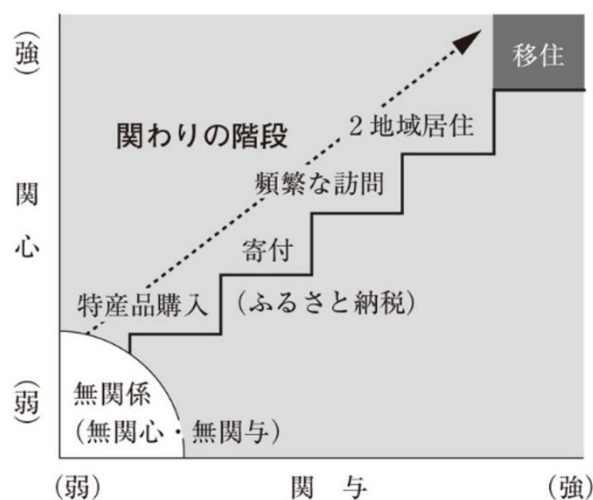 (強)
移住
2地域居住
関わりの階段
頻繁な訪問
関心
寄付
特産品購入
(ふるさと納税)
(弱)
無関係
(無関心・無関与)
(弱)
関与
(強)